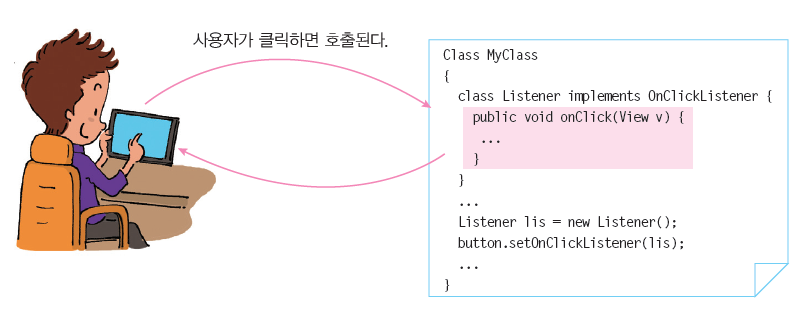 사용자가 클릭하면 호출된다.
Class MyClass
{
class Listener implements OnClickListener {
public void onClick(View v) {
...
}
}
...
Listener lis = new Listener();
button.setOnClickListener(lis);
...
}